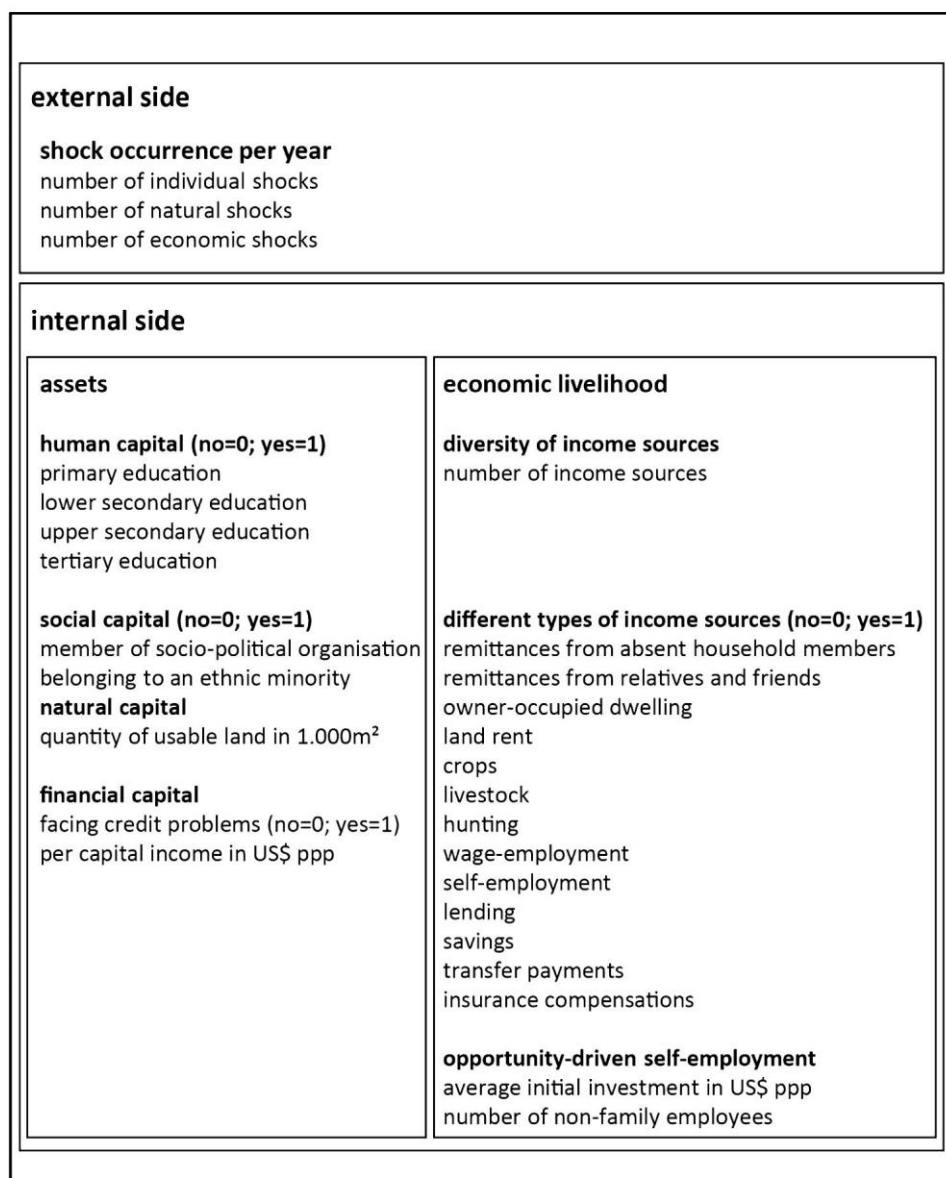 external side
shock occurrence per year
number of individual shocks
number of natural shocks
number of economic shocks
internal side
assets
human capital (no=0; yes=1)
primary education
lower secondary education
upper secondary education
tertiary education
social capital (no=0; yes=1)
member of socio-political organisation
belonging to an ethnic minority
natural capital
quantity of usable land in 1.000m²
financial capital
facing credit problems (no=0; yes=1)
per capital income in US$ ppp
economic livelihood
diversity of income sources
number of income sources
different types of income sources (no=0; yes=1)
remittances from absent household members
remittances from relatives and friends
owner-occupied dwelling
land rent
crops
livestock
hunting
wage-employment
self-employment
lending
savings
transfer payments
insurance compensations
opportunity-driven self-employment
average initial investment in US$ ppp
number of non-family employees